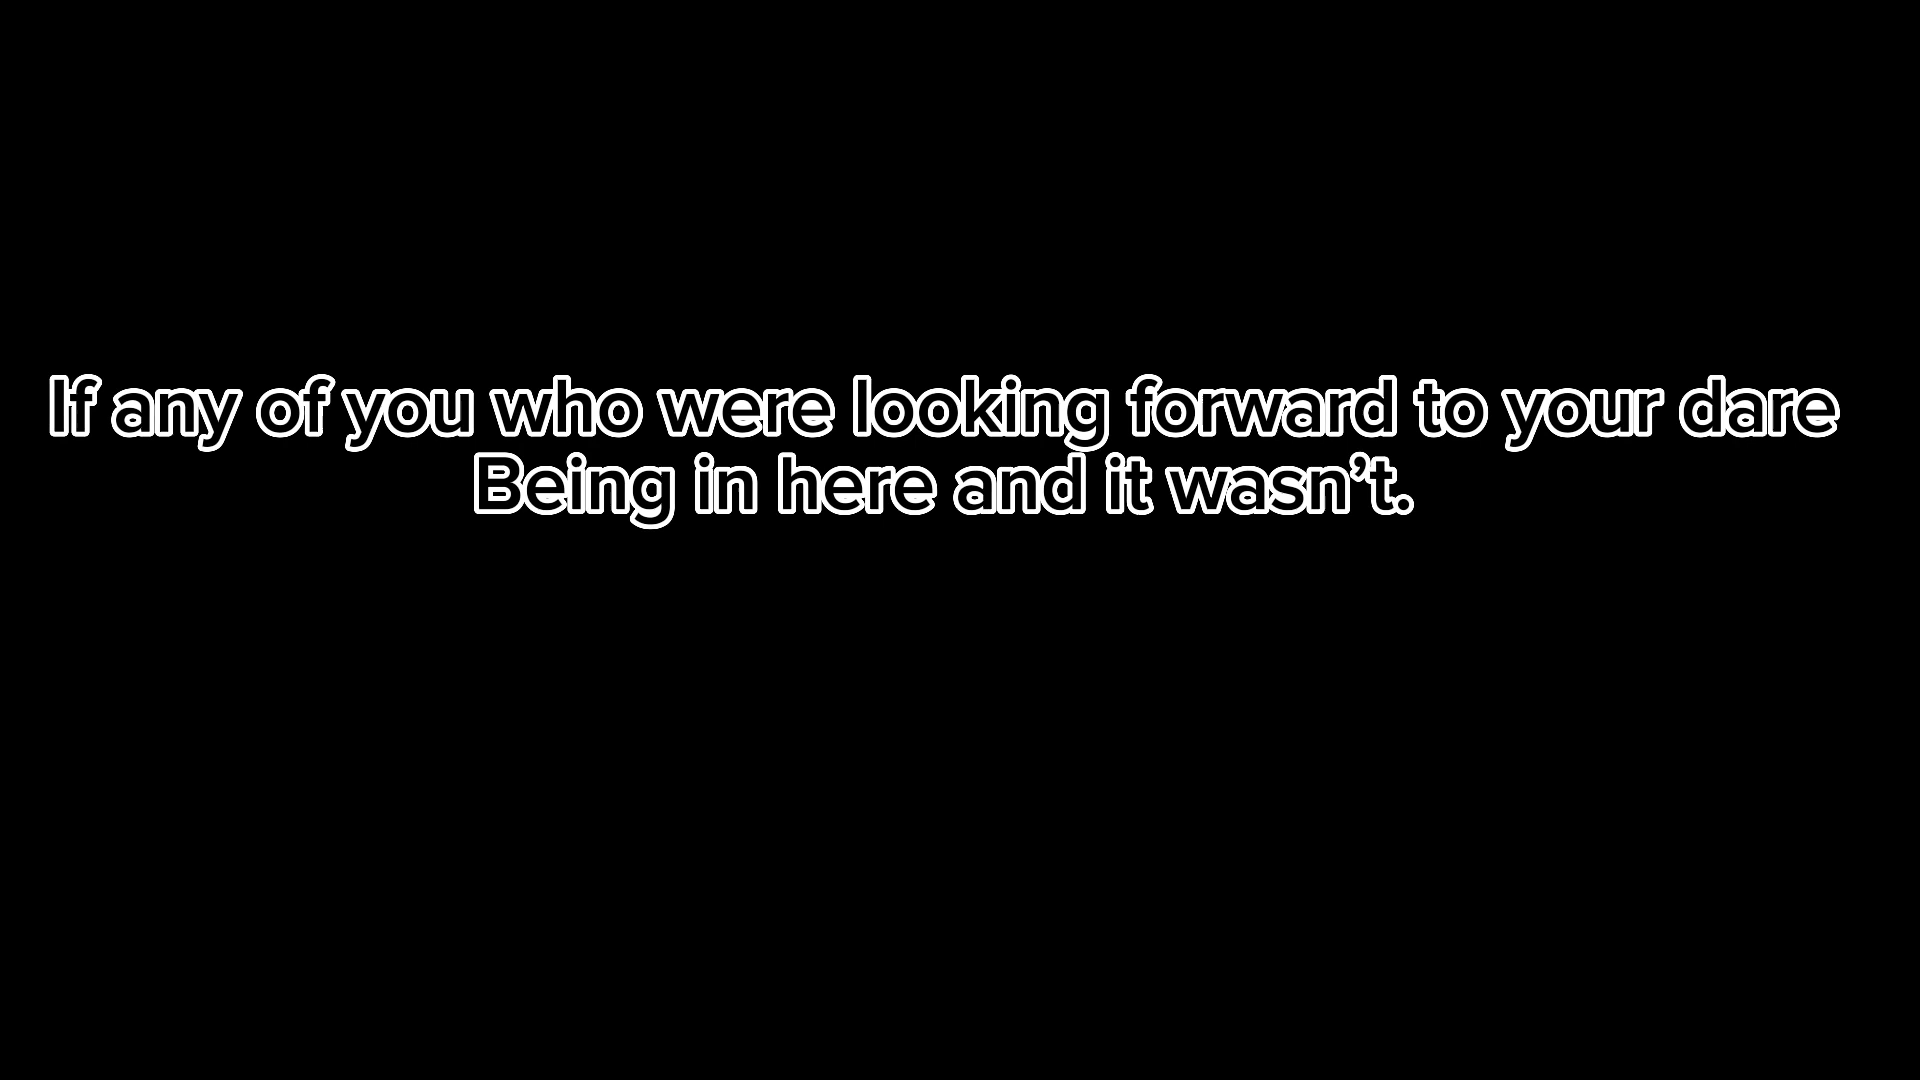 If any of you who were looking forward to your dare
Being in here and it wasn’t.